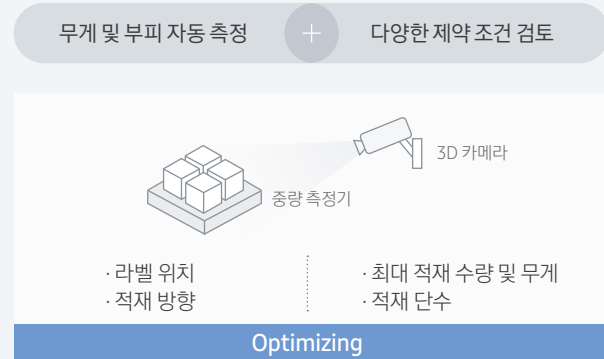 무게 및 부피 자동 측정 + 다양한 제약 조건 검토
3D 카메라
중량 측정기
· 라벨 위치
· 적재 방향
· 최대 적재 수량 및 무게
· 적재 단수
Optimizing